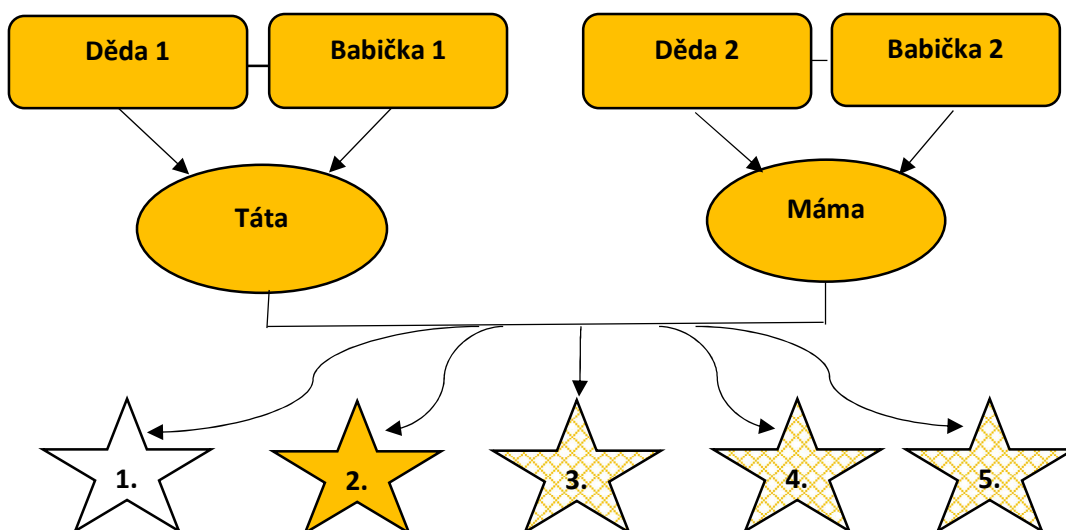 Děda 1
Babička 1
Děda 2
Babička 2
Táta
Máma
1.
2.
3.
4.
5.